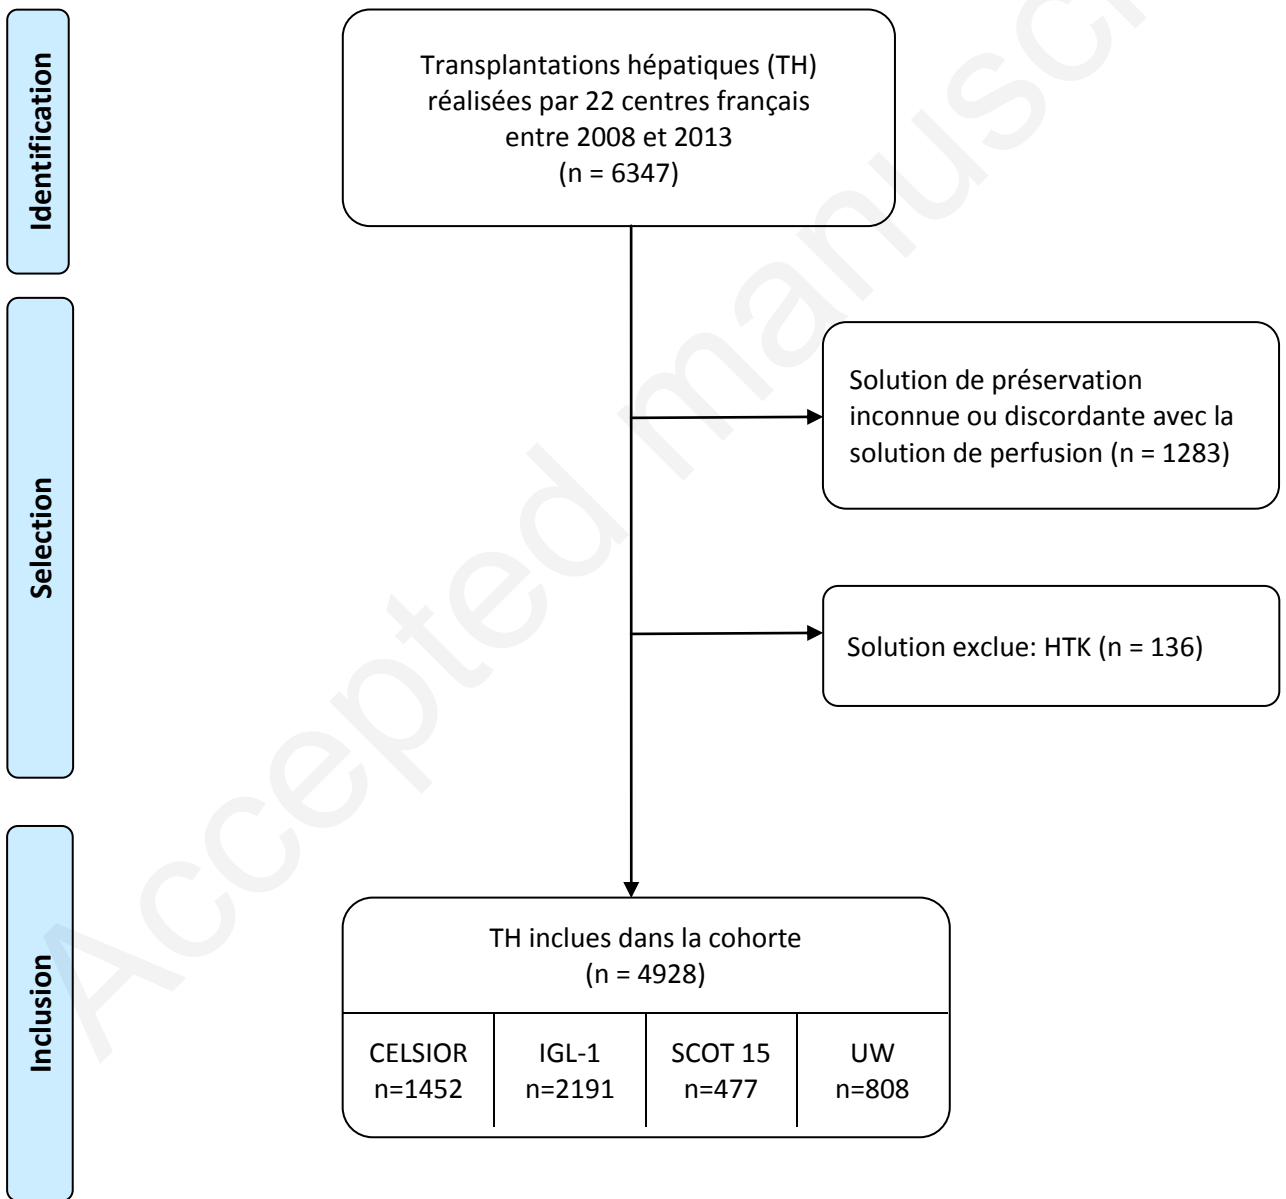 Identification
Transplantations hépatiques (TH)
réalisées par 22 centres français
entre 2008 et 2013
(n = 6347)
Selection
Solution de préservation
inconnue ou discordante avec la
solution de perfusion (n = 1283)
Solution exclue: HTK (n = 136)
Inclusion
TH inclues dans la cohorte
(n = 4928)
CELSIOR
n=1452
IGL-1
n=2191
SCOT 15
n=477
UW
n=808
Accepted manusc